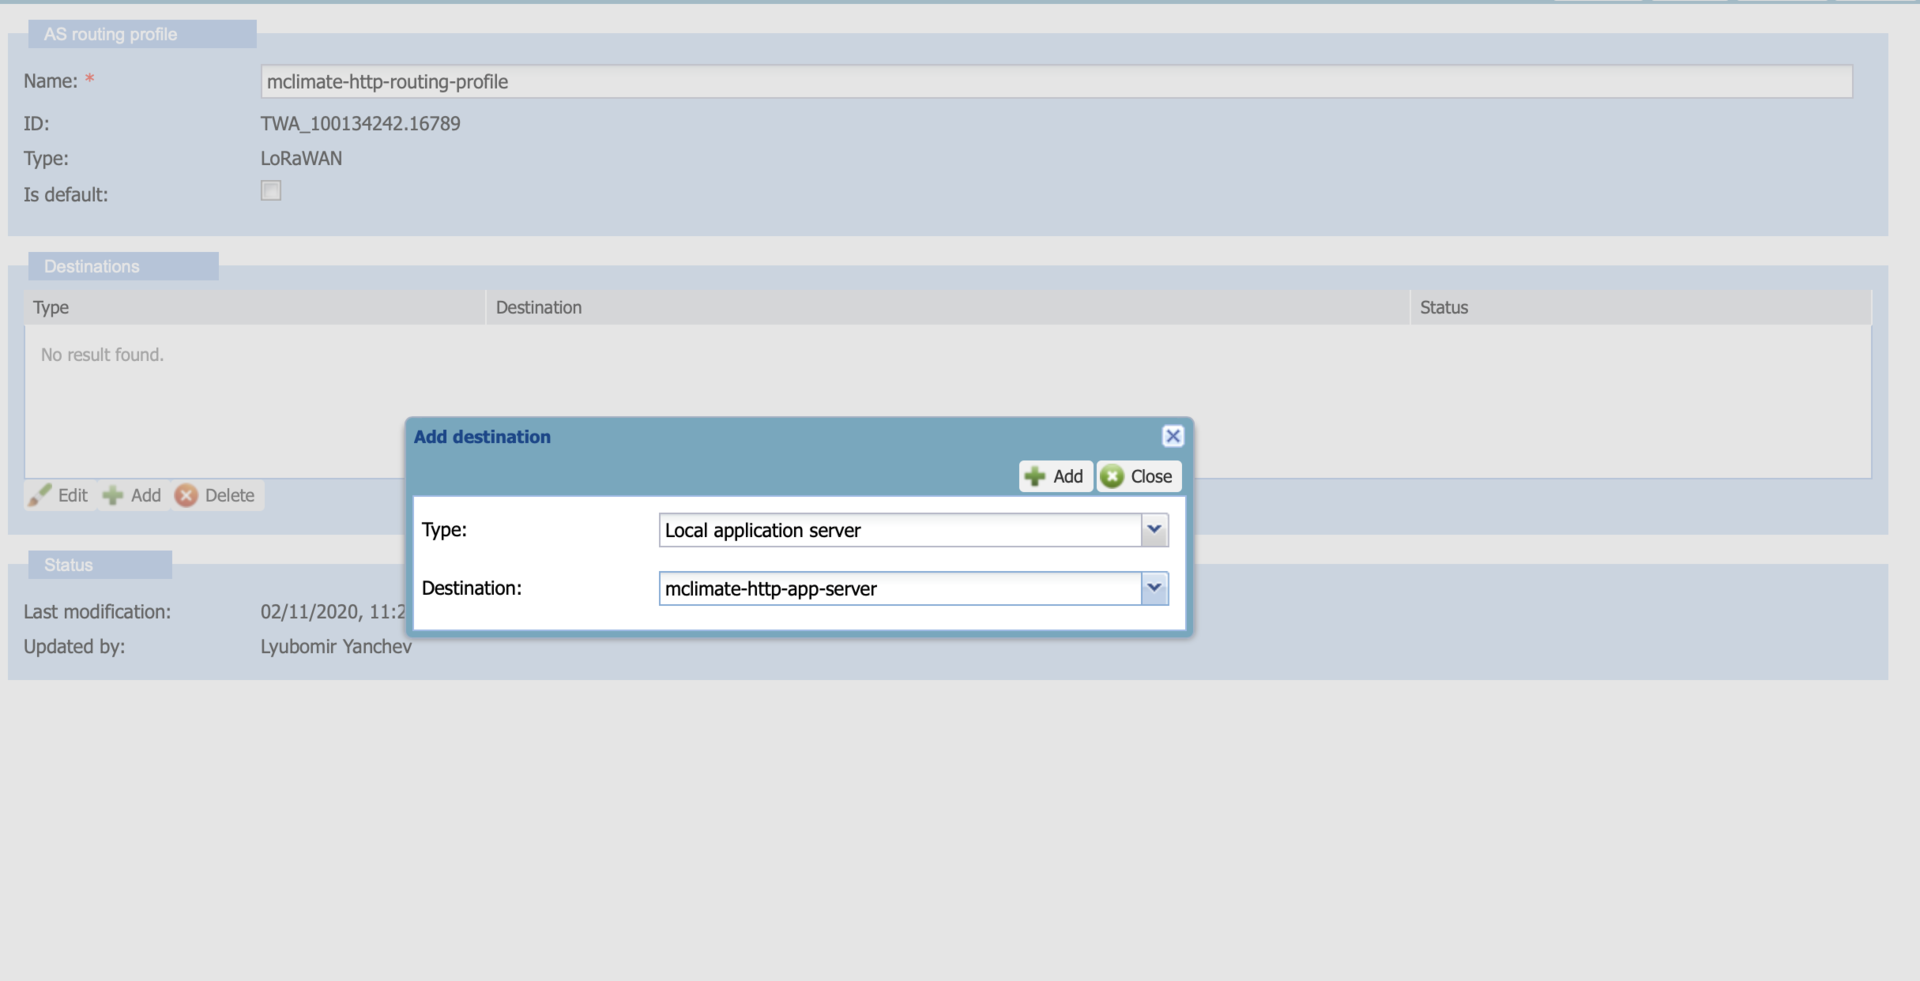 AS routing profile
Name: * mclimate-http-routing-profile
ID: TWA_100134242.16789
Type: LoRaWAN
Is default:
Destinations
Type Destination Status
No result found.
Edit Add Delete
Add destination
Add Close
Type: Local application server
Destination: mclimate-http-app-server
Status
Last modification: 02/11/2020, 11:2
Updated by: Lyubomir Yanchev